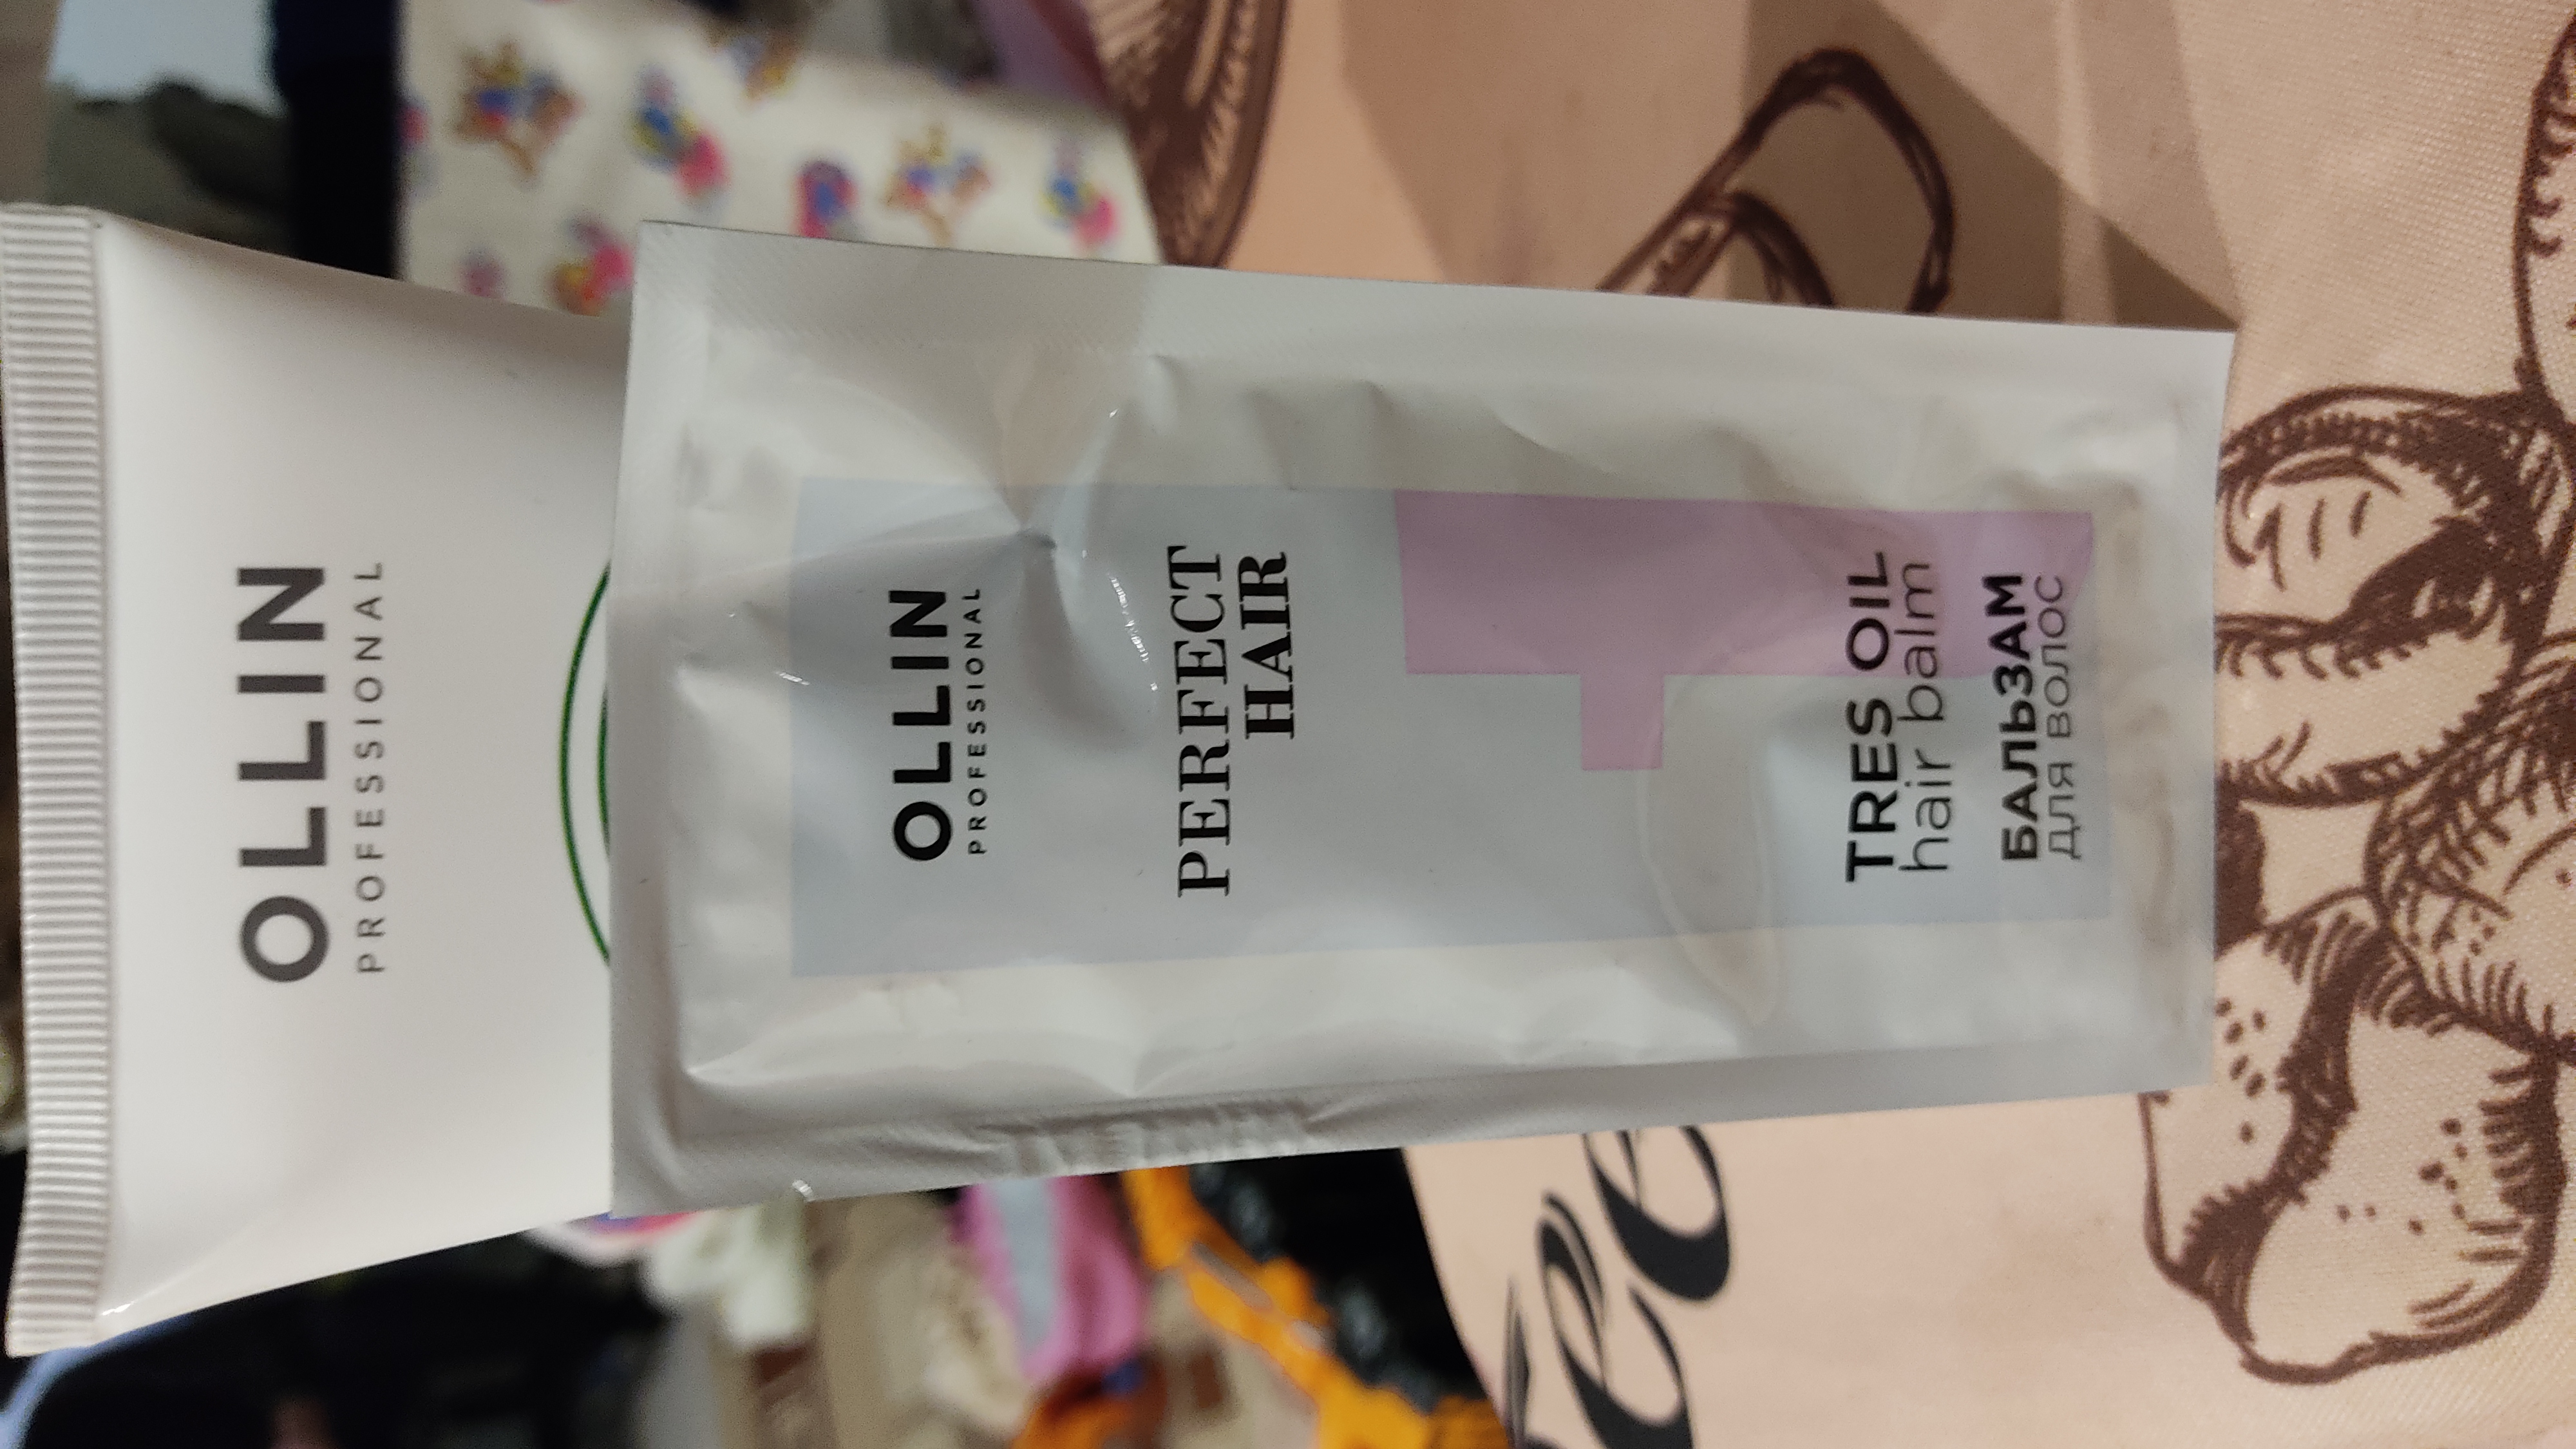 OLLIN
PROFESSIONAL
OLLIN
PROFESSIONAL
PERFECT
HAIR
TRES OIL
hair balm
БАЛЬЗАМ
ДЛЯ ВОЛОС